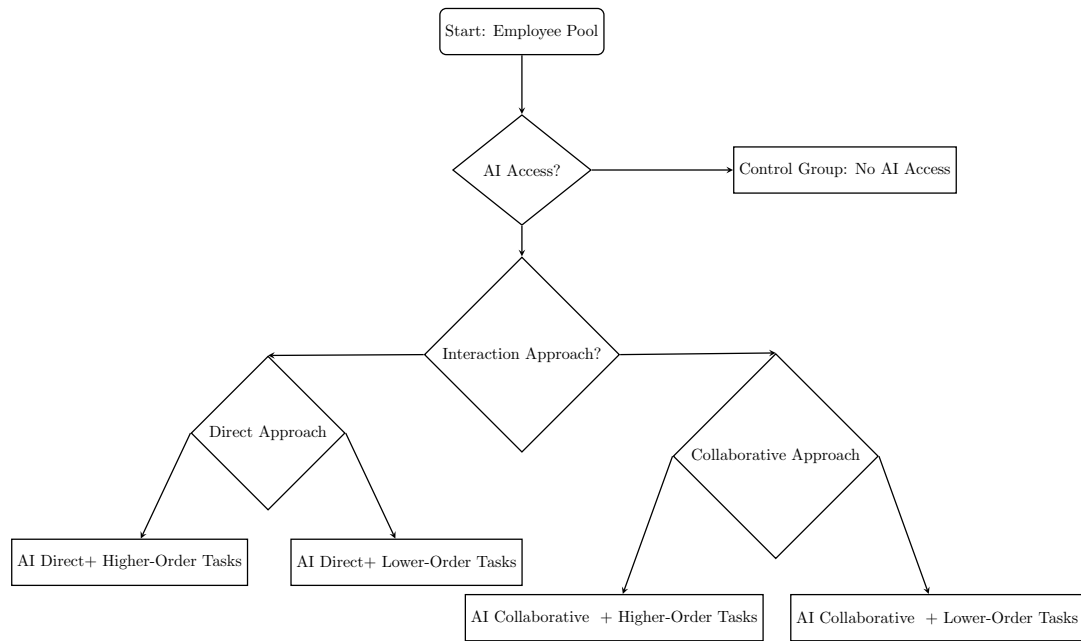 Start: Employee Pool
AI Access?
Control Group: No AI Access
Interaction Approach?
Direct Approach
Collaborative Approach
AI Direct+ Higher-Order Tasks
AI Direct+ Lower-Order Tasks
AI Collaborative + Higher-Order Tasks
AI Collaborative + Lower-Order Tasks